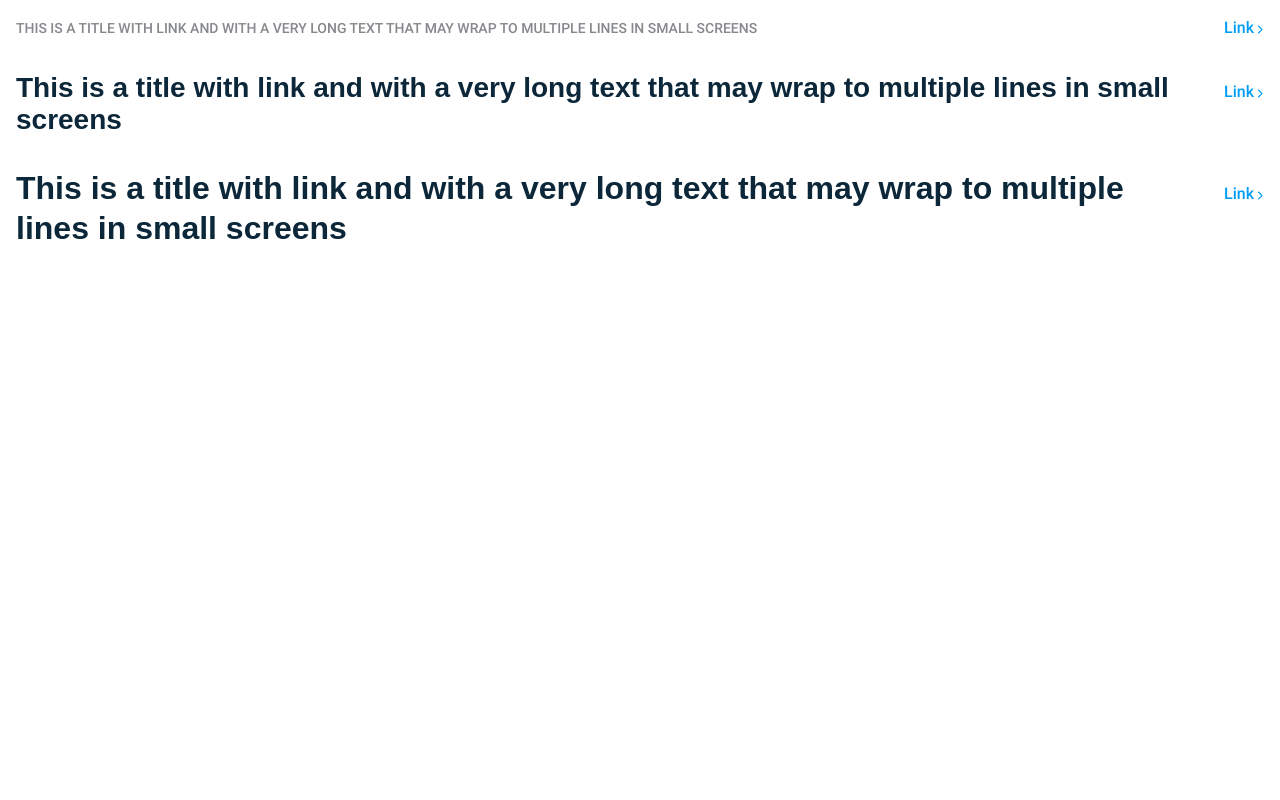 THIS IS A TITLE WITH LINK AND WITH A VERY LONG TEXT THAT MAY WRAP TO MULTIPLE LINES IN SMALL SCREENS Link
This is a title with link and with a very long text that may wrap to multiple lines in small Link
screens
This is a title with link and with a very long text that may wrap to multiple Link
lines in small screens